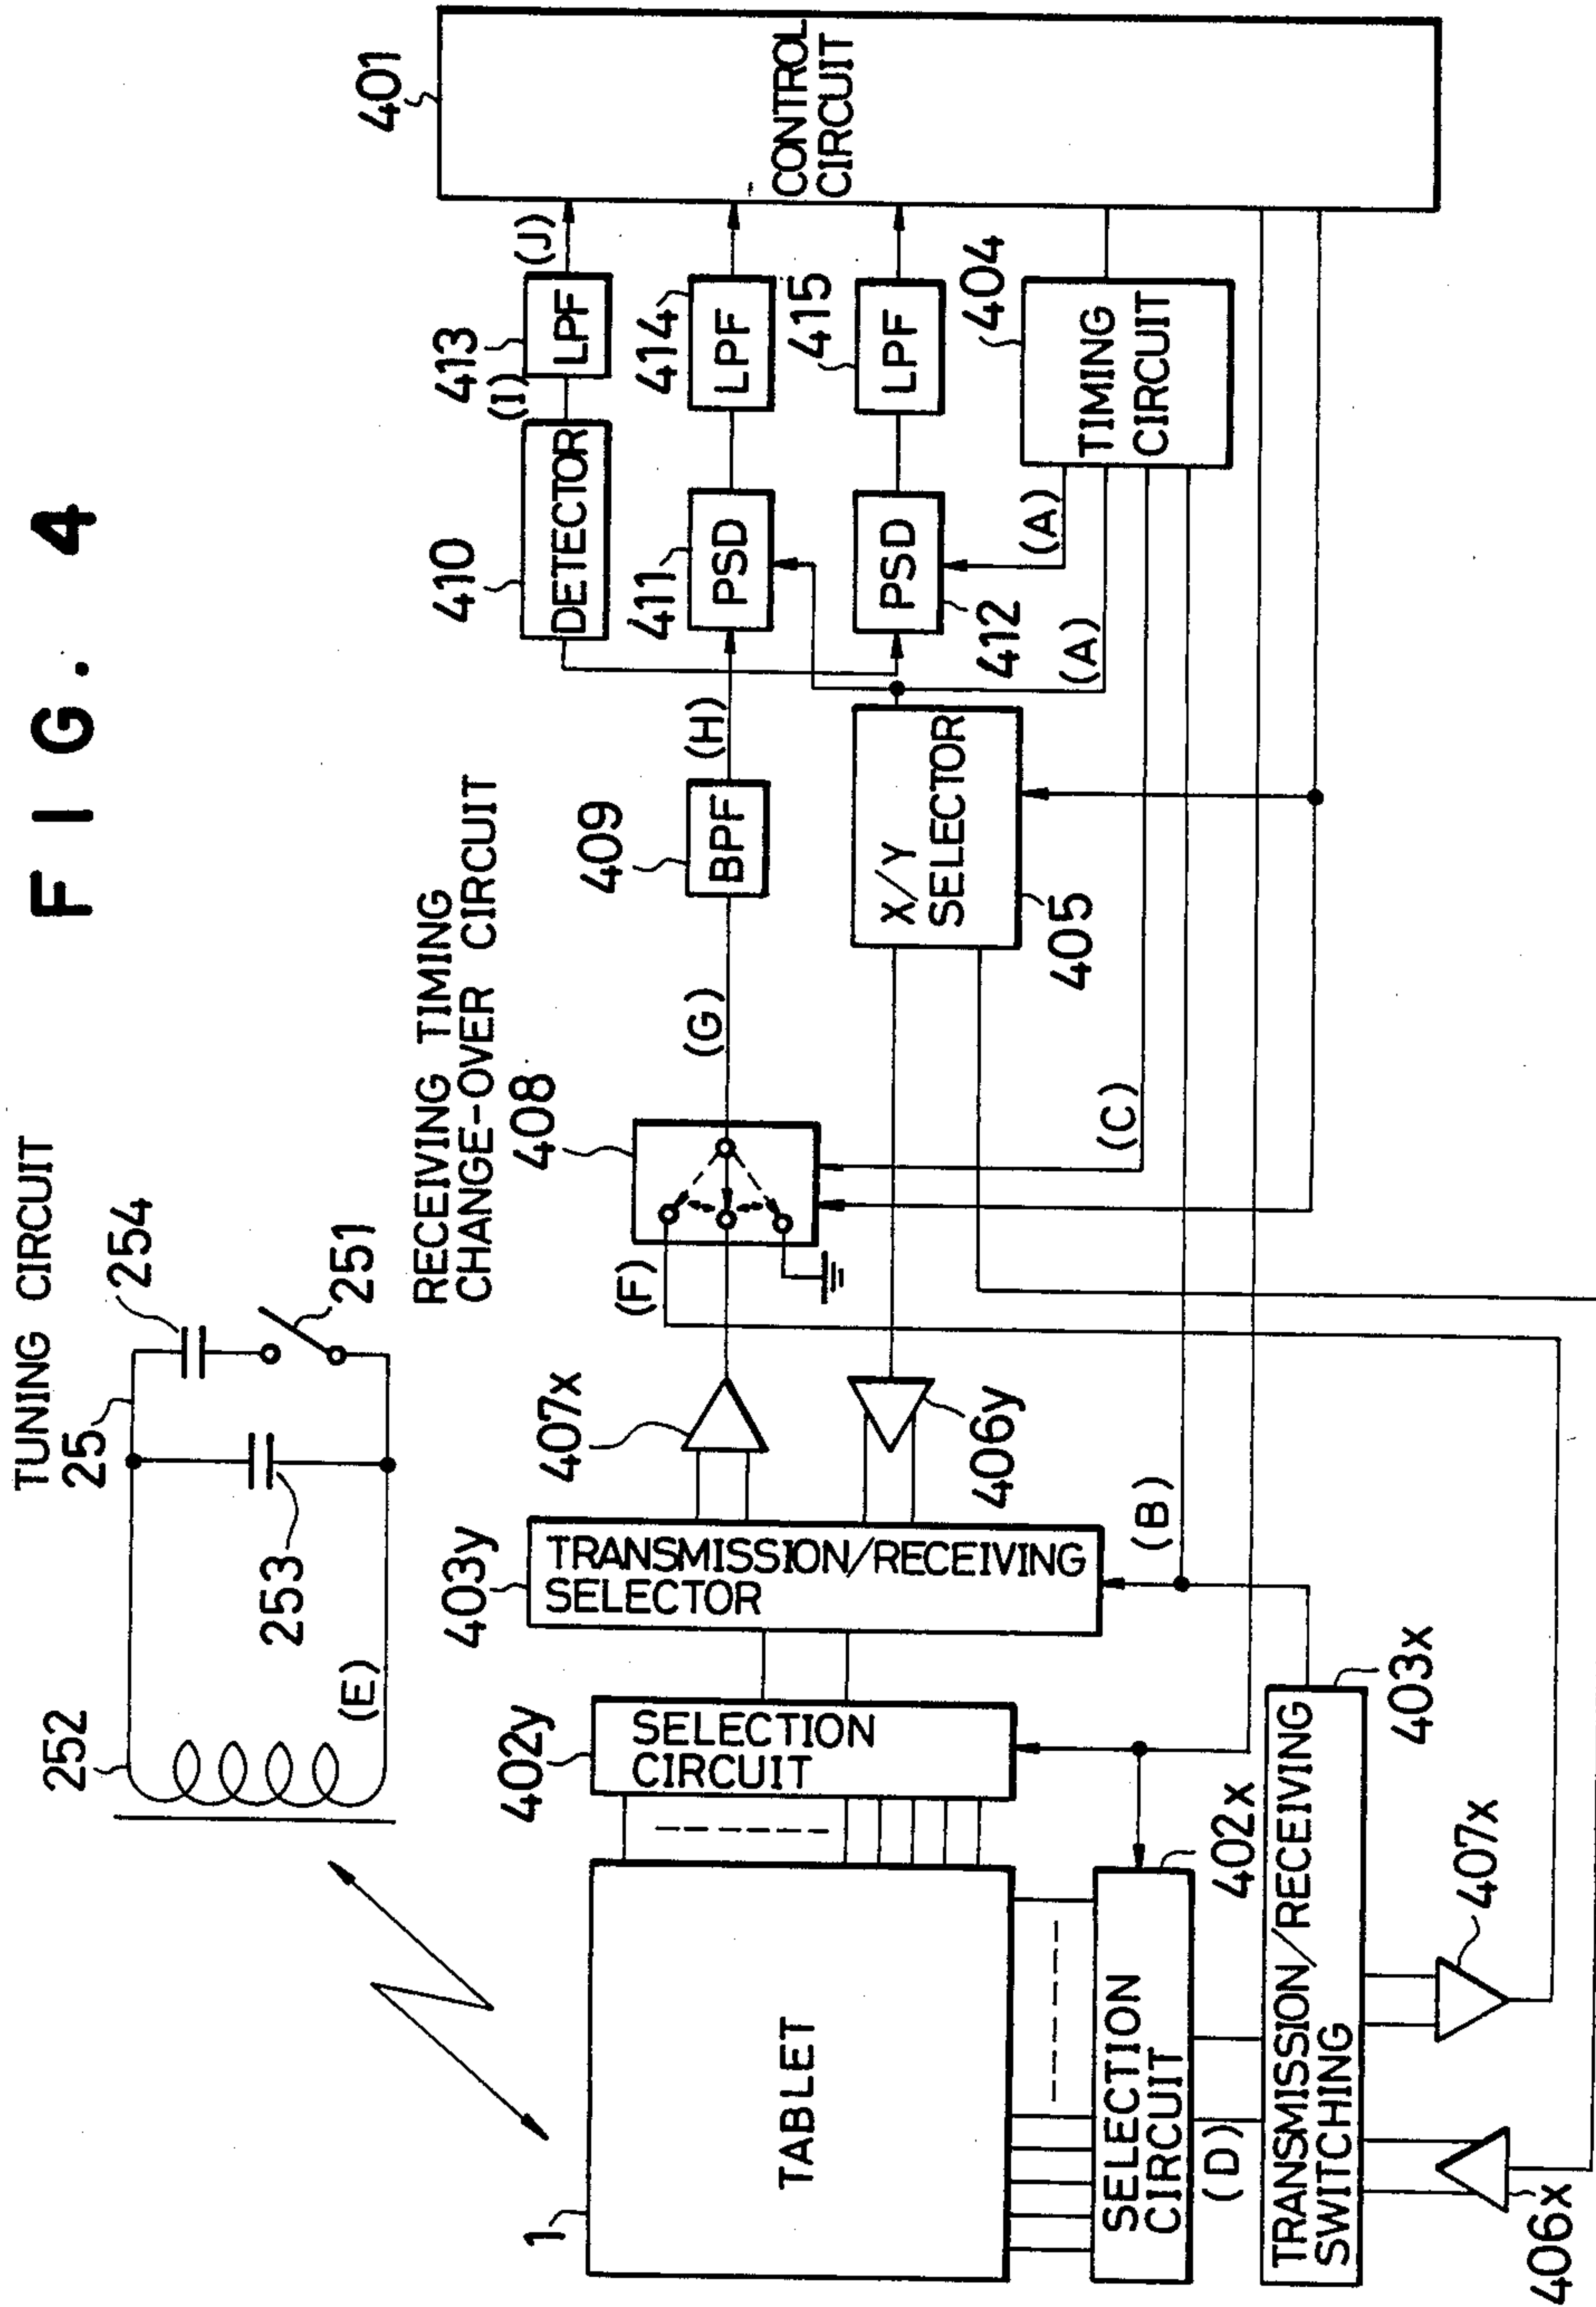 FIG. 4
TUNING CIRCUIT
25
254
251
252
253
(E)
RECEIVING TIMING
CHANGE-OVER CIRCUIT
408
409
BPF
(G)
(H)
(F)
410
DETECTOR
(I)
413
LPF
(J)
401
CONTROL
CIRCUIT
411
PSD
414
LPF
412
PSD
415
LPF
404
TIMING
CIRCUIT
(A)
(A)
X/Y
SELECTOR
405
(C)
(B)
407x
406y
403y
TRANSMISSION/RECEIVING
SELECTOR
402y
SELECTION
CIRCUIT
1
TABLET
402x
SELECTION
CIRCUIT
(D)
403x
TRANSMISSION/RECEIVING
SWITCHING
407x
406x